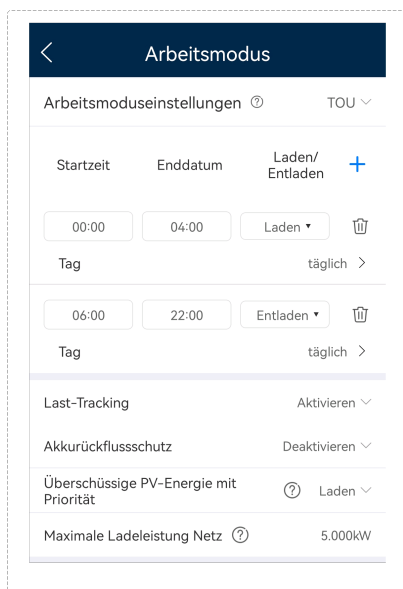 Arbeitsmodus
Arbeitsmoduseinstellungen ? TOU
Startzeit Enddatum Laden/
Entladen +
00:00 04:00 Laden
Tag täglich
06:00 22:00 Entladen
Tag täglich
Last-Tracking Aktivieren
Akkurückflussschutz Deaktivieren
Überschüssige PV-Energie mit
Priorität ? Laden
Maximale Ladeleistung Netz ? 5.000kW